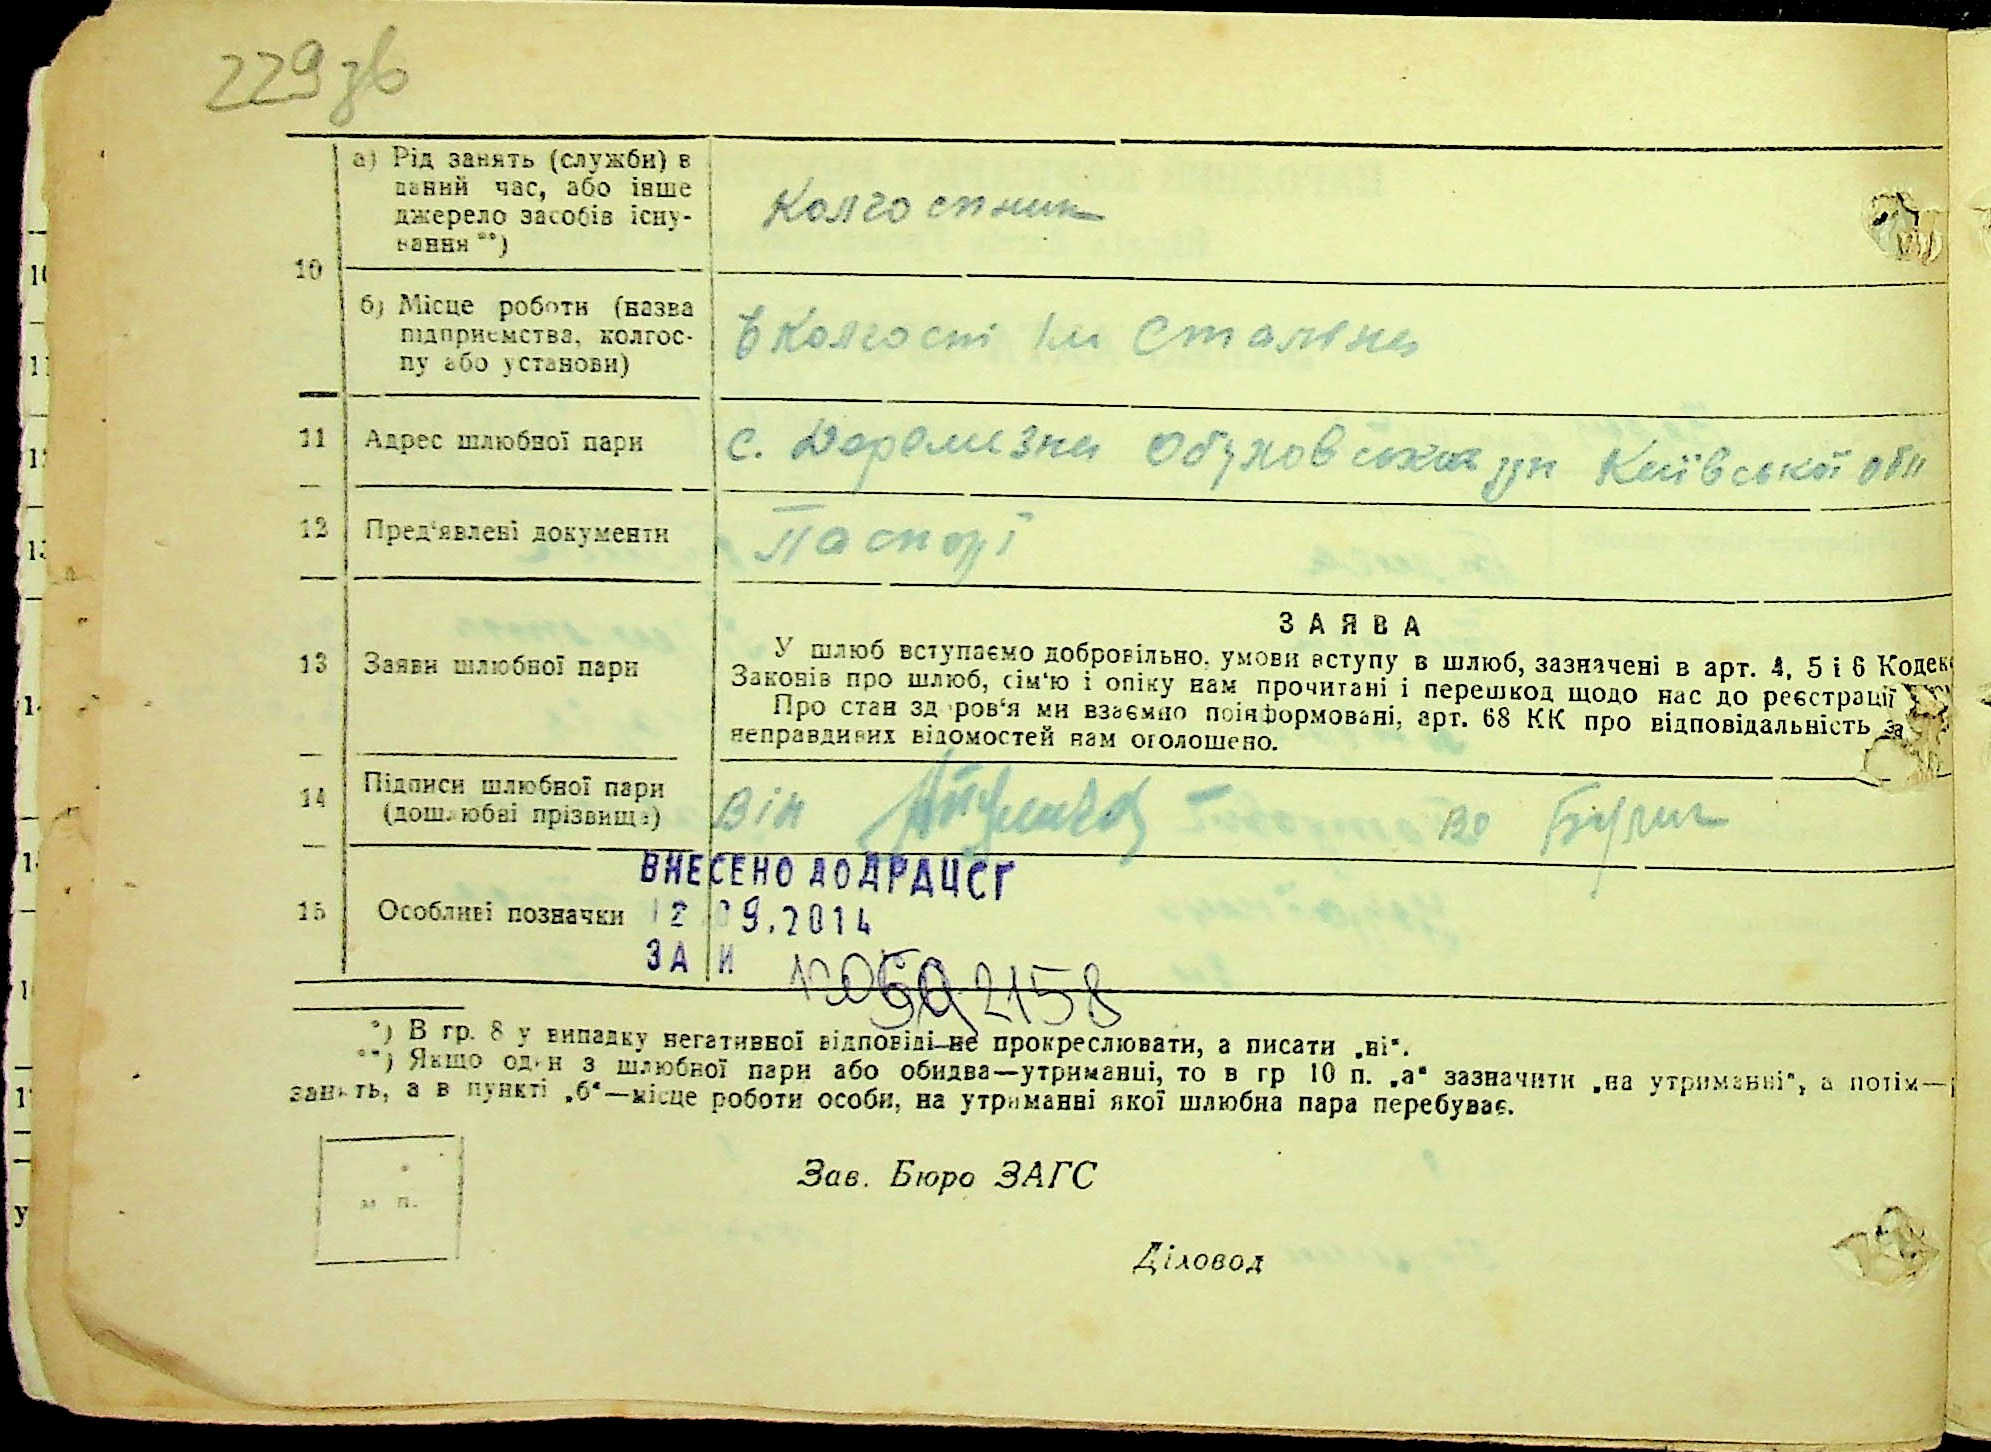 229 зв
а) Рід занять (служби) в
даний час, або інше
джерело засобів існу-
вання **)
Колгоспник
10
б) Місце роботи (назва
підприємства, колгос-
пу або установи)
в колгоспі ім Сталіна
11 Адрес шлюбної пари
с. Деремезна Обуховська рн Київської обл
12 Пред'явлені документи
Паспорт
ЗАЯВА
13 Заяви шлюбної пари
У шлюб вступаємо добровільно, умови вступу в шлюб, зазначені в арт. 4, 5 і 6 Кодекс
Законів про шлюб, сім'ю і опіку нам прочитані і перешкод щодо нас до реєстрації
Про стан здоров'я ми взаємно поінформовані, арт. 68 КК про відповідальність за
неправдивих відомостей нам оголошено.
14 Підписи шлюбної пари
(дошлюбні прізвища)
Він
ВНЕСЕНО ДО ДРАЦСГ
15 Особливі позначки
12.09.2014
ЗА И
*) В гр. 8 у випадку негативної відповіді не прокреслювати, а писати „ні“.
**) Якщо один з шлюбної пари або обидва—утриманці, то в гр 10 п. „а“ зазначити „на утриманні“, а потім—
занять, а в пункті „б“—місце роботи особи, на утриманні якої шлюбна пара перебуває.
м п.
Зав. Бюро ЗАГС
Діловод